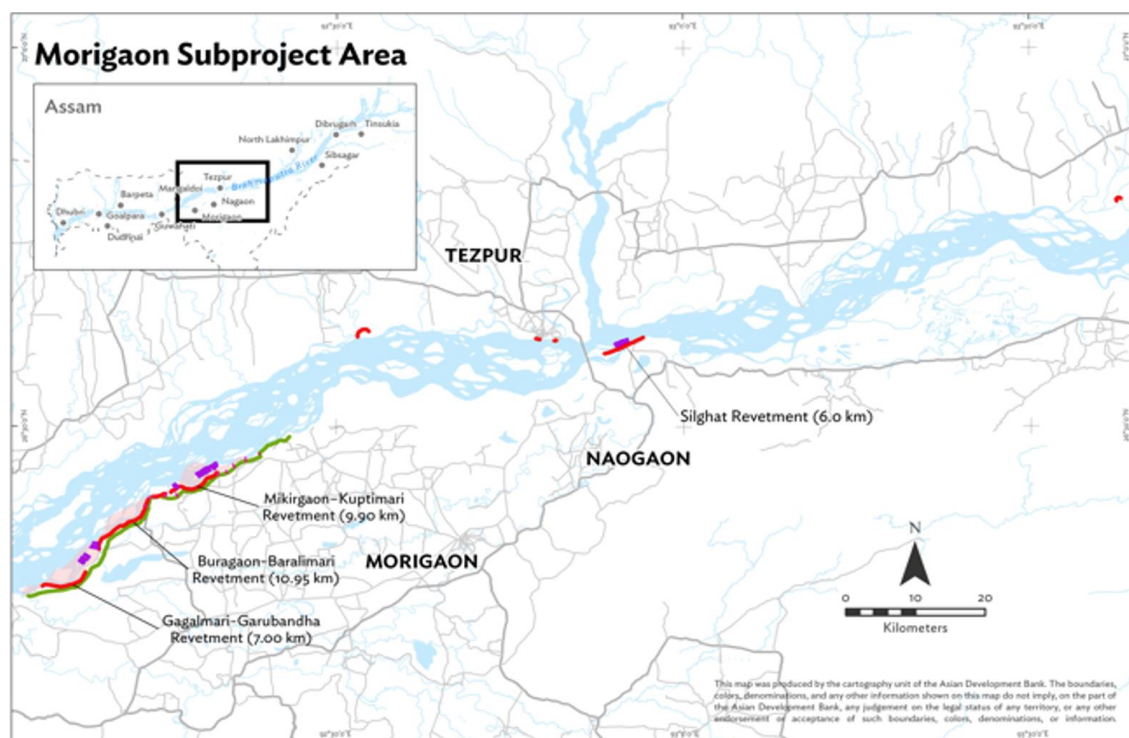 Morigaon Subproject Area
Assam
Dibrugarh
Tinsukia
North Lakhimpur
Sibsagar
Tezpur
Brahmaputra River
Mangaldoi
Barpeta
Nagaon
Dhubri
Goalpara
Morigaon
Guwahati
Dudhnai
TEZPUR
Silghat Revetment (6.0 km)
NAOGAON
Mikirgaon-Kuptimari
Revetment (9.90 km)
Buragaon-Baralimari
Revetment (10.95 km)
MORIGAON
Gagalmari-Garubandha
Revetment (7.00 km)
N
0 10 20
Kilometers
This map was produced by the cartography unit of the Asian Development Bank. The boundaries,
colors, denominations, and any other information shown on this map do not imply, on the part of
the Asian Development Bank, any judgement on the legal status of any territory, or any other
endorsement or acceptance of such boundaries, colors, denominations, or information.